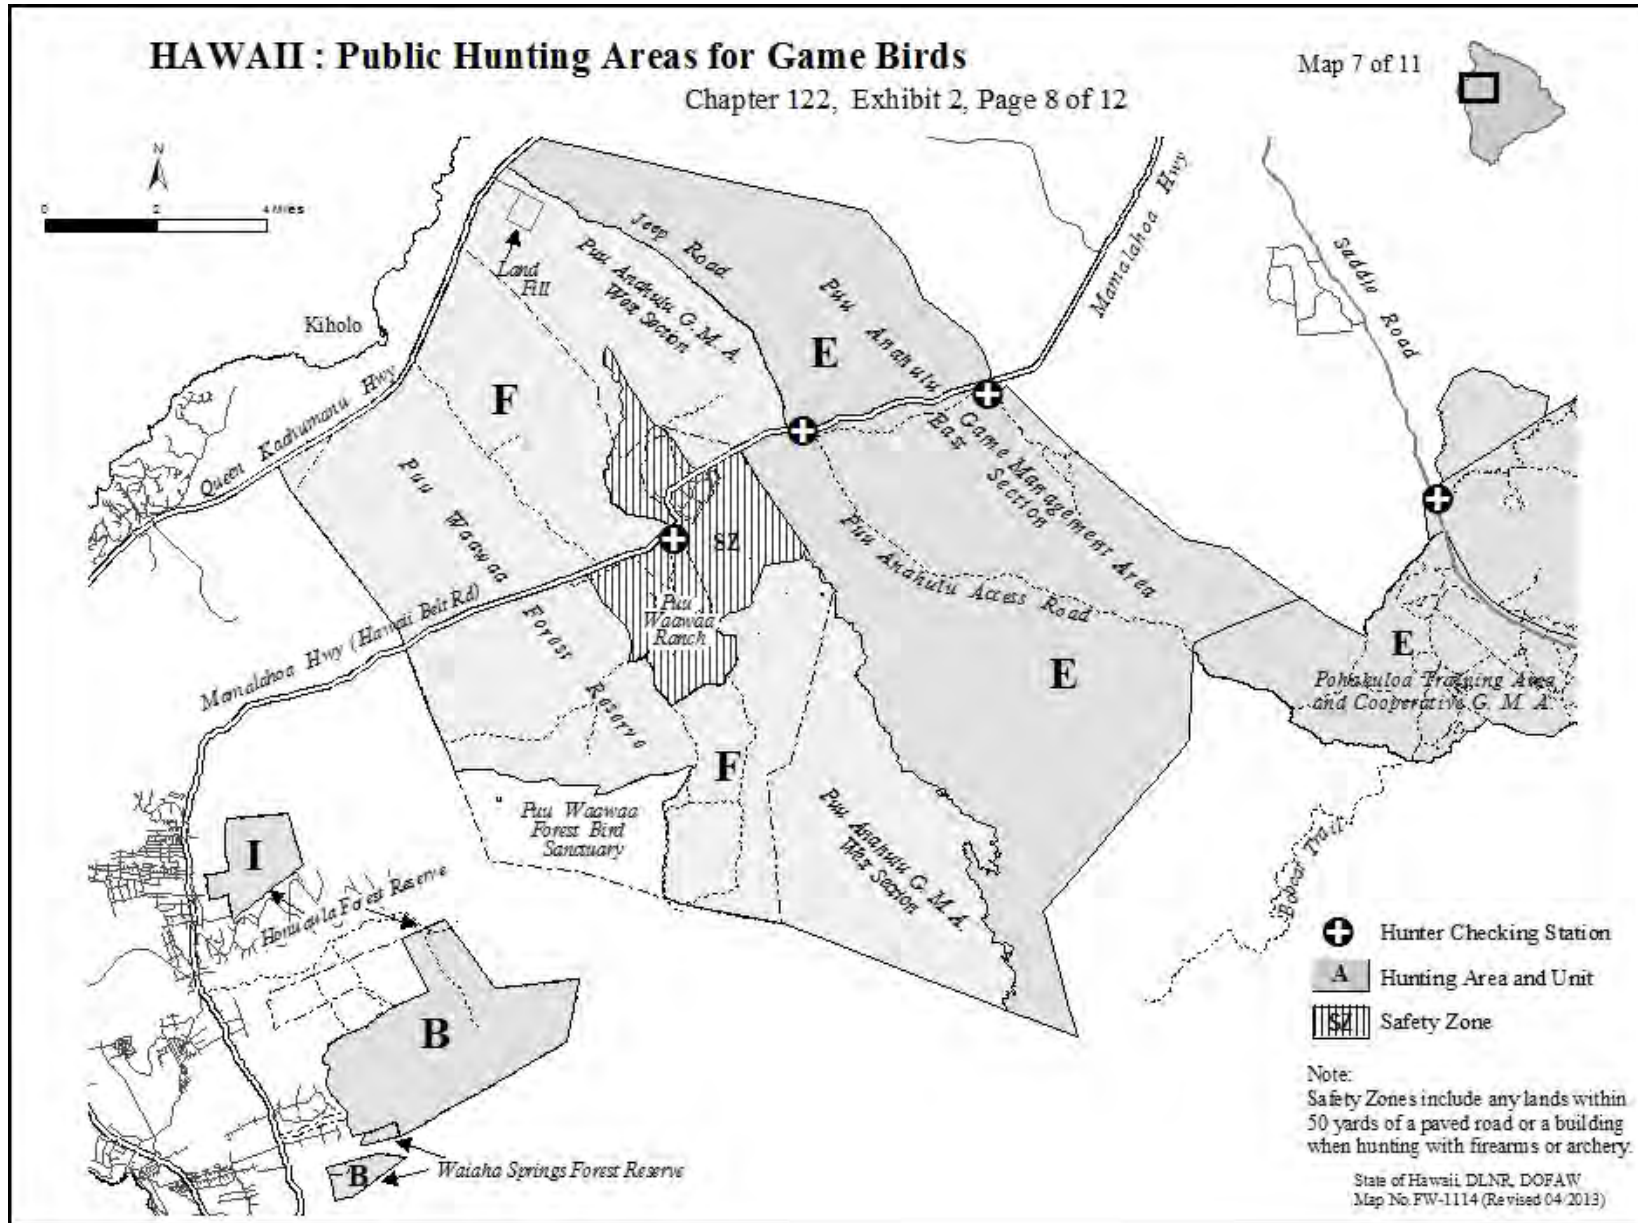 HAWAII : Public Hunting Areas for Game Birds
Chapter 122, Exhibit 2, Page 8 of 12
Map 7 of 11
N
0 2 4 Miles
Mamalahoa Hwy
Saddle Road
Jeep Road
Land
Fill
Puu Anahulu G. M. A.
West Section
Kiholo
Queen Kaahumanu Hwy
F
E
Puu Anahulu
Game Management Area
East
Section
SZ
Puu Waawaa Forest Reserve
Puu
Waawaa
Ranch
Puu Anahulu Access Road
Mamalahoa Hwy (Hawaii Belt Rd)
E
E
Pohakuloa Training Area
and Cooperative G. M. A.
F
Puu Waawaa
Forest Bird
Sanctuary
Puu Anahulu G. M. A.
West Section
Bobcat Trail
I
Honuaula Forest Reserve
B
B
Waiaha Springs Forest Reserve
Hunter Checking Station
A Hunting Area and Unit
SZ Safety Zone
Note:
Safety Zones include any lands within
50 yards of a paved road or a building
when hunting with firearms or archery.
State of Hawaii, DLNR, DOFAW
Map No. FW-1114 (Revised 04/2013)